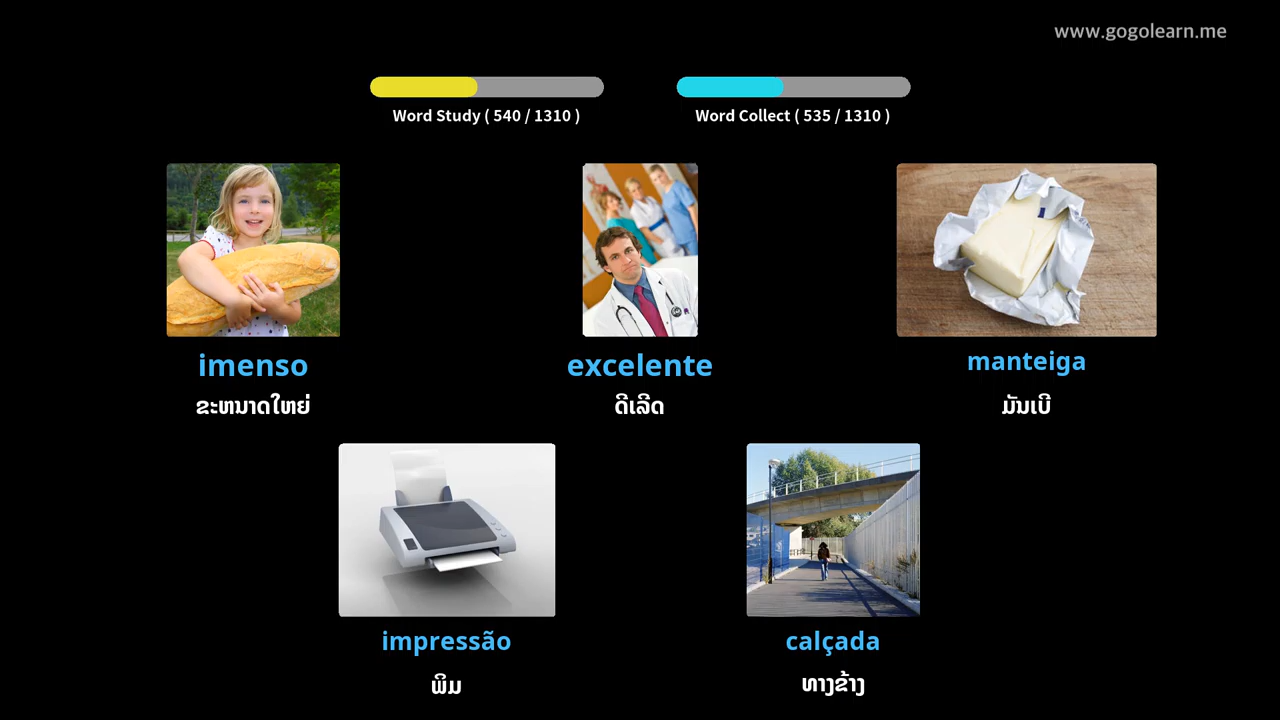 www.gogolearn.me
Word Study ( 540 / 1310 )
Word Collect ( 535 / 1310 )
imenso
excelente
manteiga
ຂະຫນາດໃຫຍ່
ດີເລີດ
ມັນເບີ
impressão
calçada
ພິມ
ທາງຂ້າງ